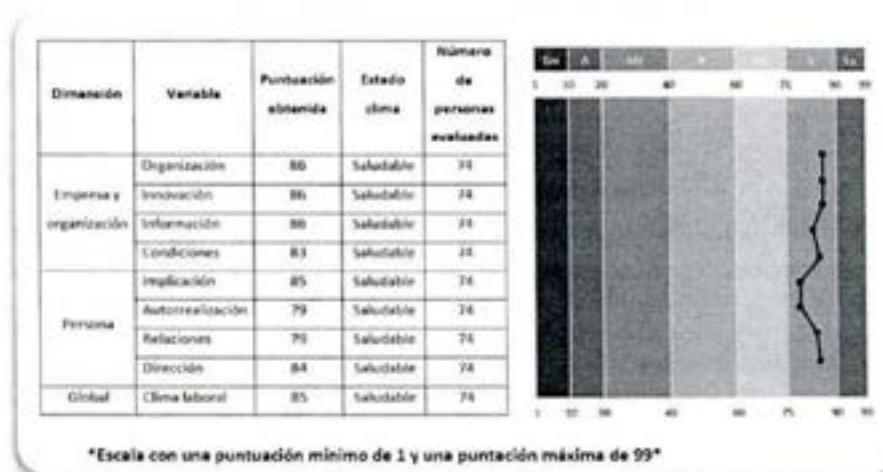 Dimensión Variable Puntuación obtenida Estado clima Número de personas evaluadas
Empresa y organización Organización 86 Saludable 74
Innovación 86 Saludable 74
Información 86 Saludable 74
Condiciones 83 Saludable 74
Persona Implicación 85 Saludable 74
Autorrealización 79 Saludable 74
Relaciones 79 Saludable 74
Dirección 84 Saludable 74
Global Clima laboral 85 Saludable 74
1 10 20 40 60 75 90 99
1 10 20 40 60 75 90 99
*Escala con una puntuación mínimo de 1 y una puntación máxima de 99*